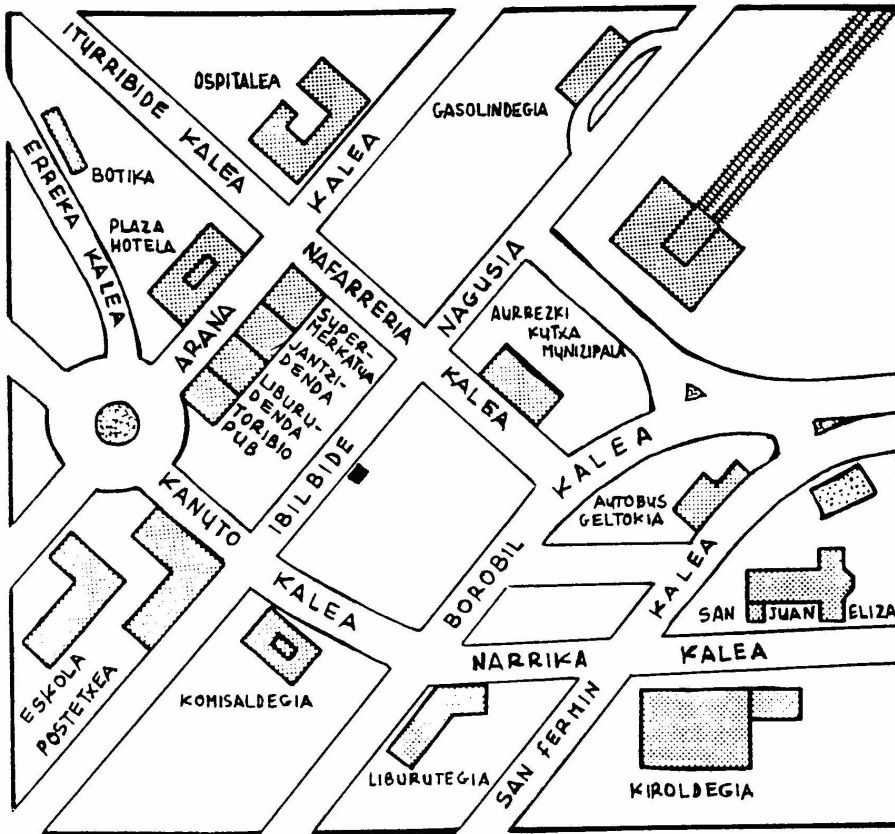 ITURRIBIDE KALEA
OSPITALEA
GASOLINDEGIA
KALEA
BOTIKA
ERREKA KALEA
PLAZA
HOTELA
NAFARRERIA
KALEA
NAGUSIA
AURREZKI
KUTXA
MUNIZIPALA
ARANA
SUPER-
MERKATUA
JANTZI-
DENDA
LIBURU-
DENDA
TORIBIO
PUB
IBILBIDE
BOROBIL
KALEA
AUTOBUS
GELTOKIA
KANUTO
KALEA
SAN FERMIN
KALEA
SAN JUAN ELIZA
NARRIKA
KALEA
ESKOLA
POSTETXEA
KOMISALDEGIA
LIBURUTEGIA
KIROLDEGIA